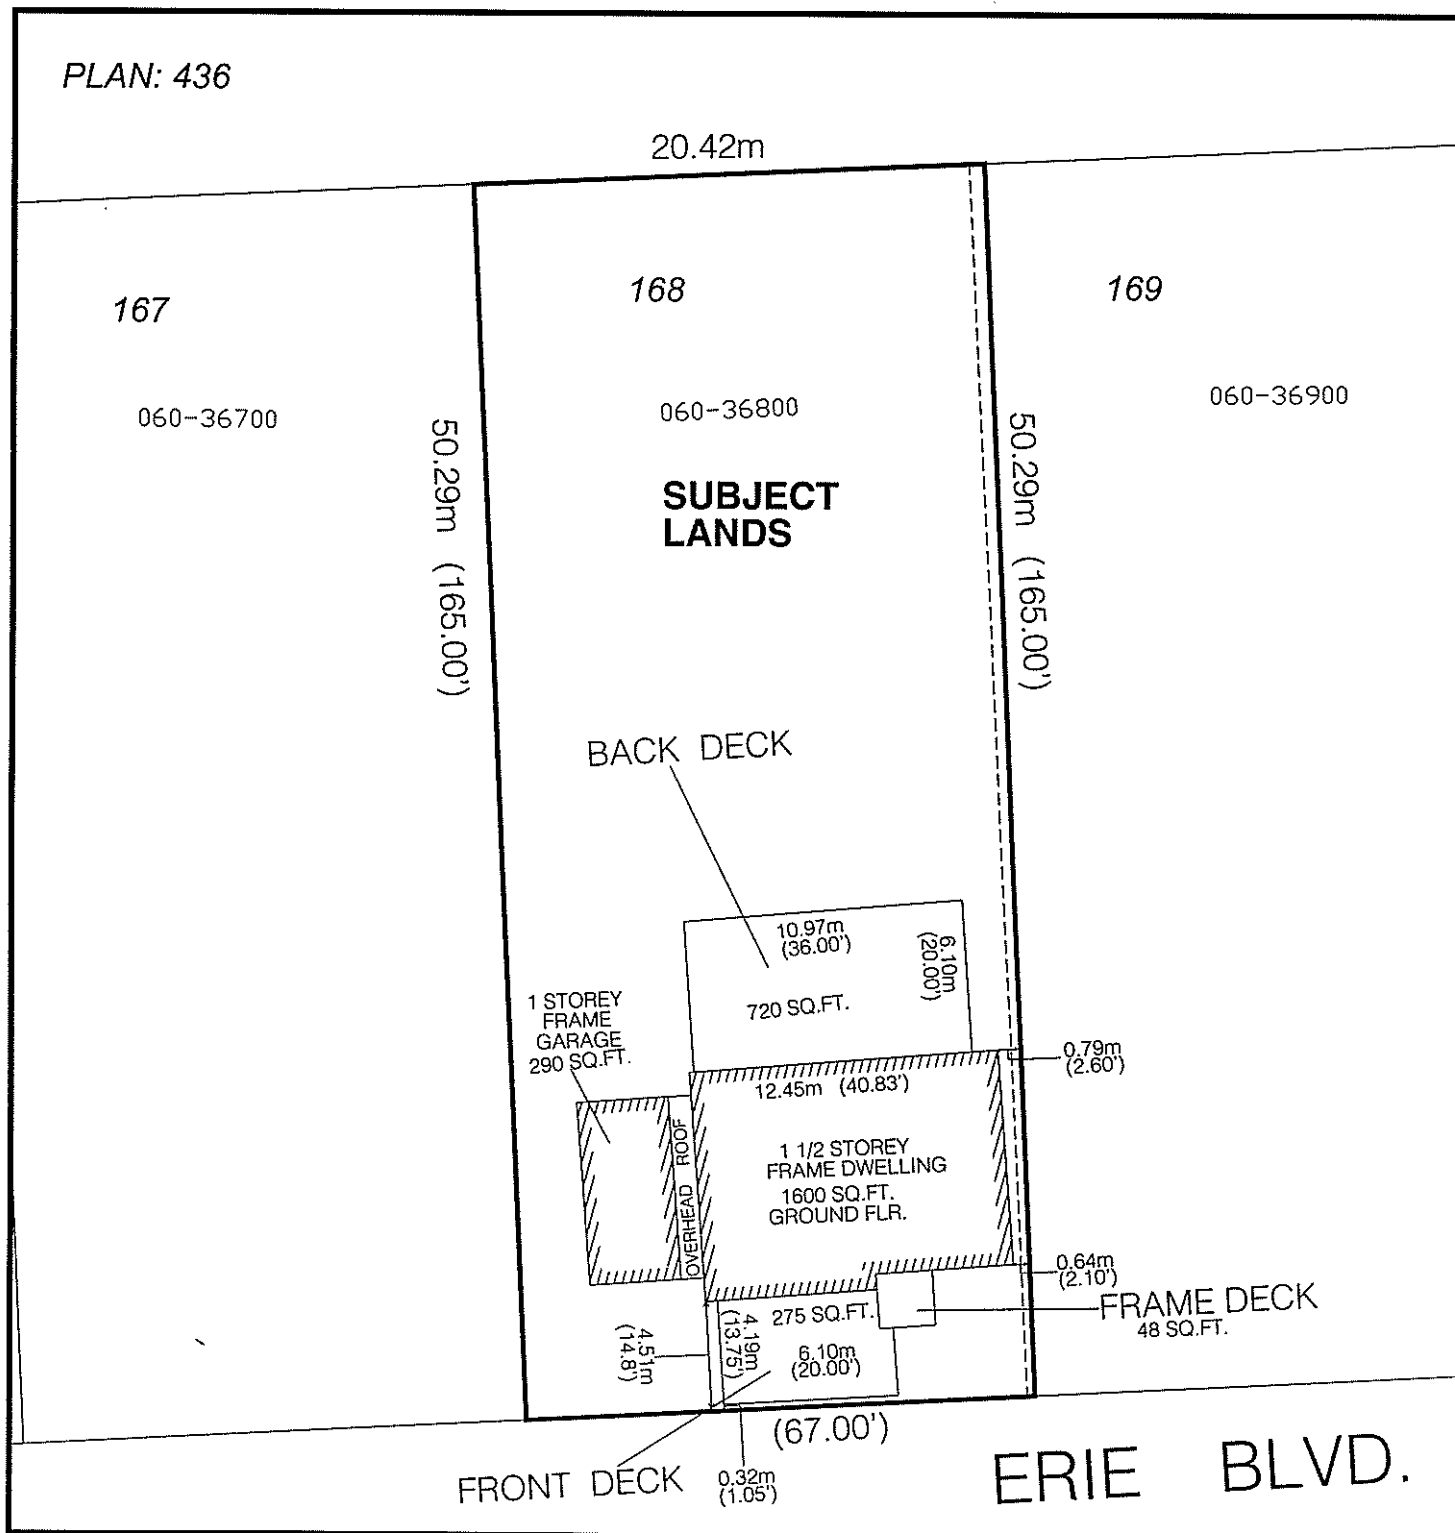 PLAN: 436
20.42m
167
168
169
060-36700
060-36800
060-36900
50.29m (165.00')
50.29m (165.00')
SUBJECT
LANDS
BACK DECK
10.97m
(36.00')
6.10m
(20.00')
720 SQ.FT.
1 STOREY
FRAME
GARAGE
290 SQ.FT.
0.79m
(2.60')
12.45m (40.83')
OVERHEAD ROOF
1 1/2 STOREY
FRAME DWELLING
1600 SQ.FT.
GROUND FLR.
0.64m
(2.10')
FRAME DECK
48 SQ.FT.
275 SQ.FT.
4.51m
(14.8')
4.19m
(13.75')
6.10m
(20.00')
(67.00')
FRONT DECK
0.32m
(1.05')
ERIE BLVD.